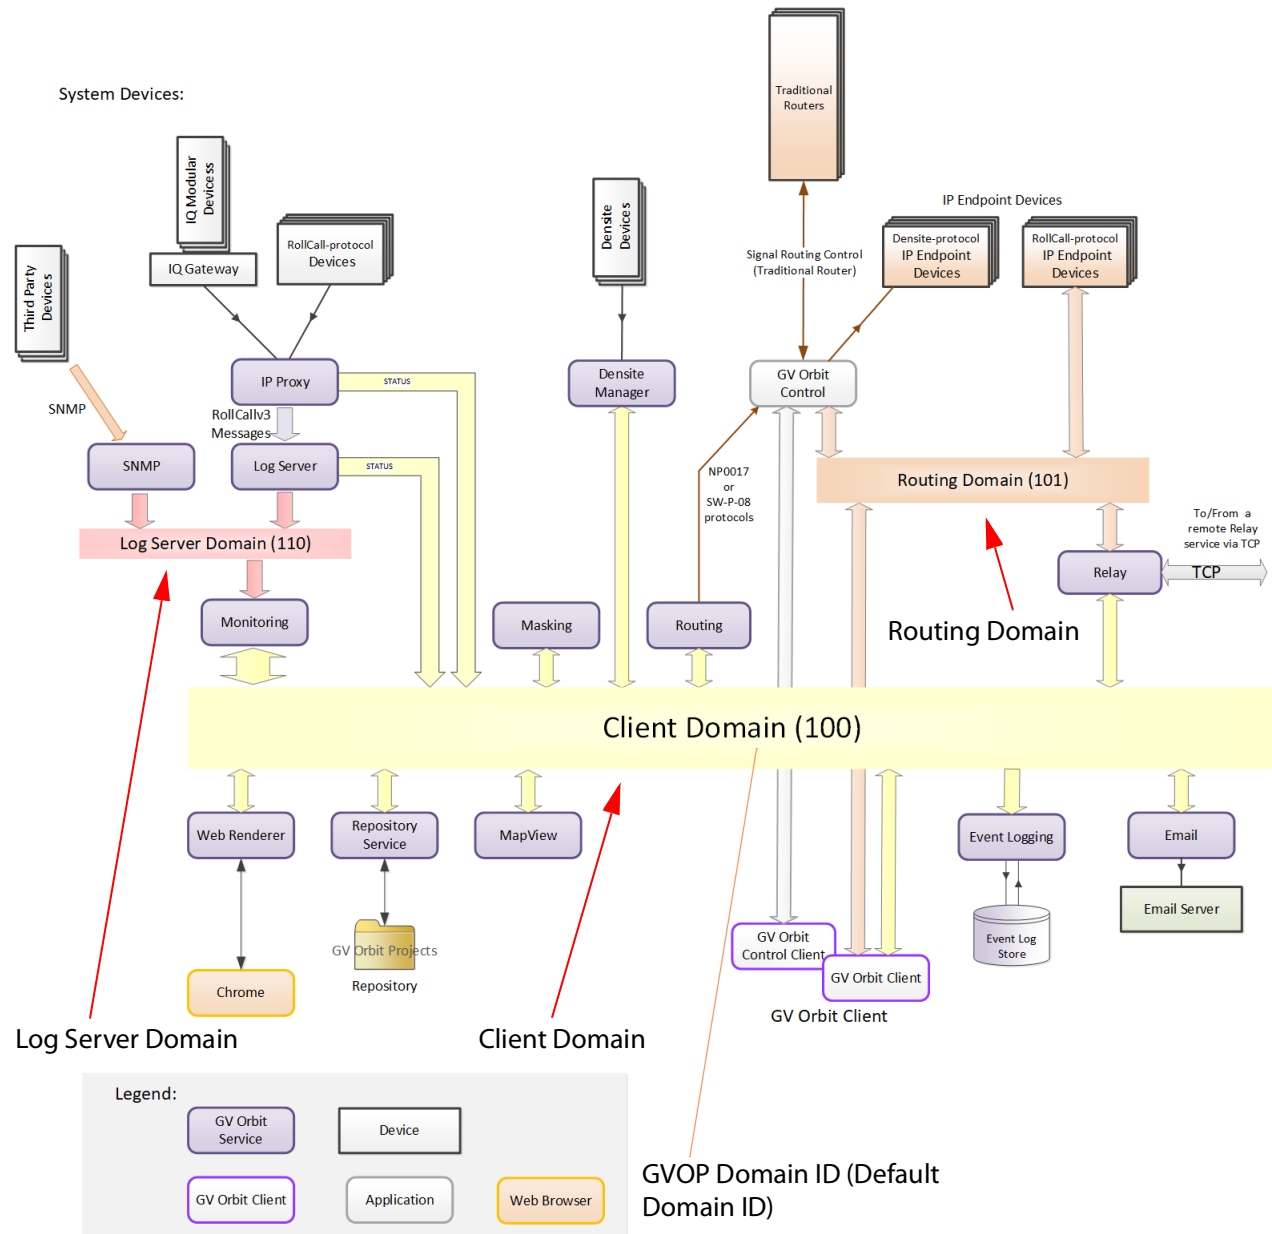 System Devices:
Traditional
Routers
IQ Modular
Devicess
IP Endpoint Devices
Densite
Devices
RollCall-protocol
Devices
Densite-protocol
IP Endpoint
Devices
RollCall-protocol
IP Endpoint
Devices
Signal Routing Control
(Traditional Router)
IQ Gateway
Third Party
Devices
IP Proxy
STATUS
Densite
Manager
GV Orbit
Control
SNMP
RollCallv3
Messages
SNMP
Log Server
STATUS
NP0017
or
SW-P-08
protocols
Routing Domain (101)
To/From a
remote Relay
service via TCP
Log Server Domain (110)
Relay
TCP
Monitoring
Masking
Routing
Routing Domain
Client Domain (100)
Web Renderer
Repository
Service
MapView
Event Logging
Email
Email Server
GV Orbit
Control Client
Event Log
Store
GV Orbit Projects
Repository
GV Orbit Client
Chrome
GV Orbit Client
Log Server Domain
Client Domain
Legend:
GV Orbit
Service
Device
GV Orbit Client
Application
Web Browser
GVOP Domain ID (Default
Domain ID)